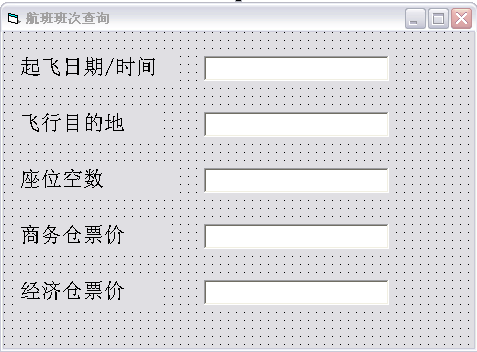 航班班次查询
起飞日期/时间
飞行目的地
座位空数
商务仓票价
经济仓票价